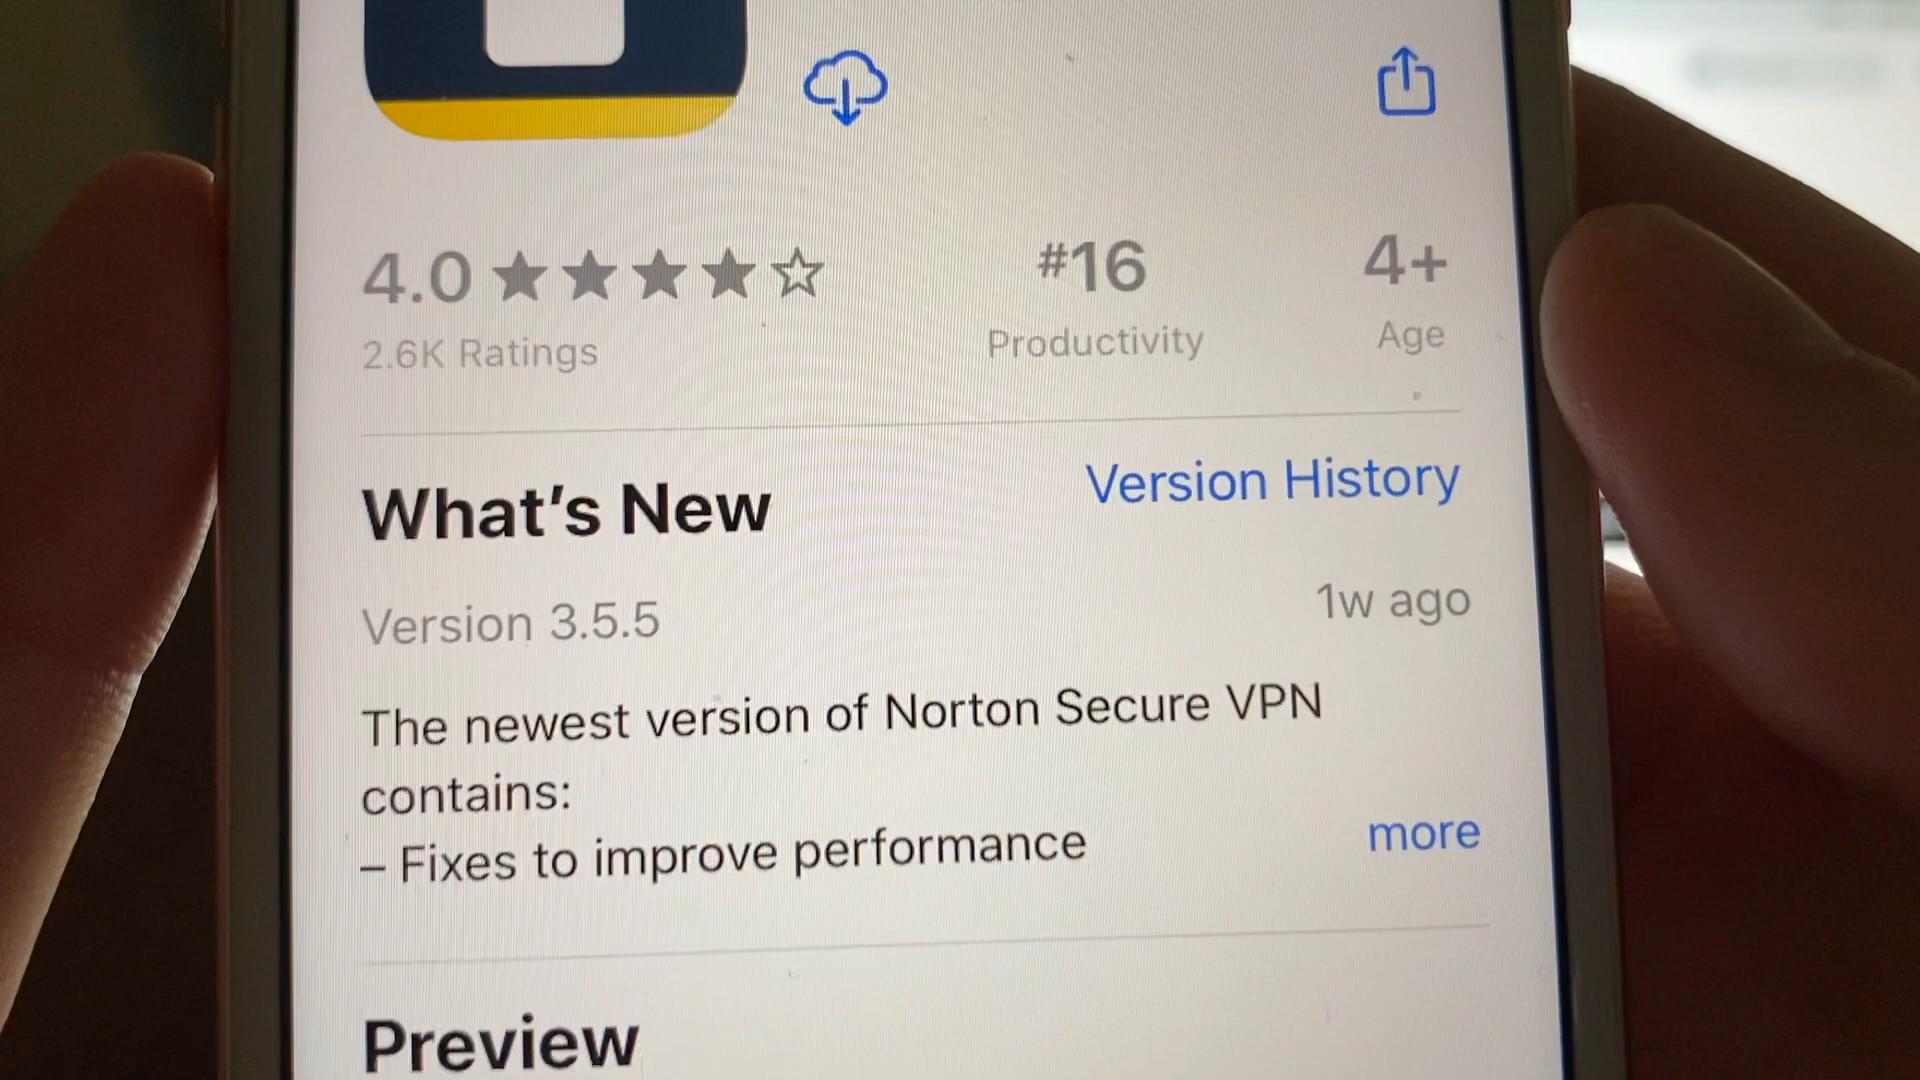 4.0 ★★★★☆ #16 4+
2.6K Ratings Productivity Age
What's New Version History
Version 3.5.5 1w ago
The newest version of Norton Secure VPN
contains:
– Fixes to improve performance more
Preview